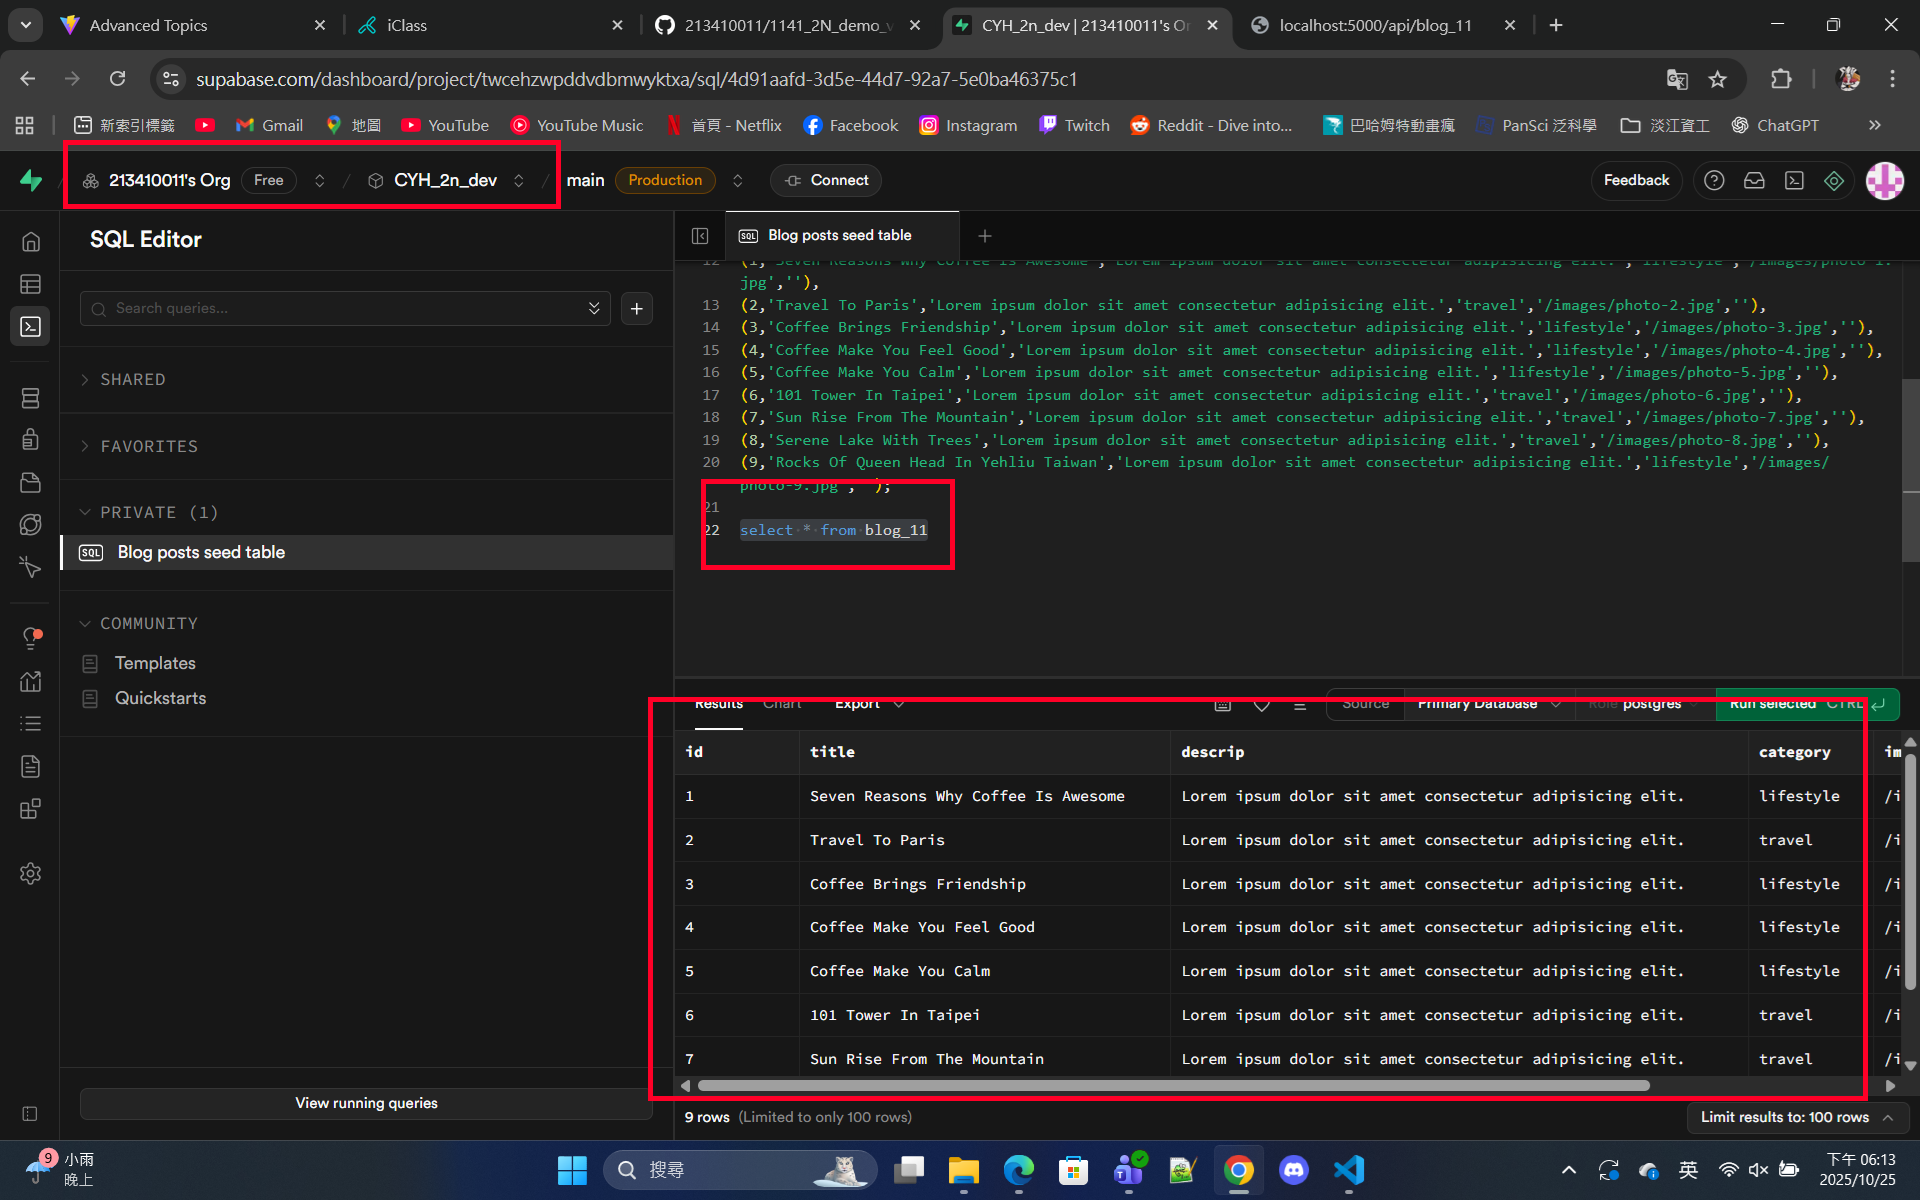 Advanced Topics
iClass
213410011/1141_2N_demo_v
CYH_2n_dev | 213410011's Or
localhost:5000/api/blog_11
supabase.com/dashboard/project/twcehzwpddvdbmwyktxa/sql/4d91aafd-3d5e-44d7-92a7-5e0ba46375c1
新索引標籤
Gmail
地圖
YouTube
YouTube Music
首頁 - Netflix
Facebook
Instagram
Twitch
Reddit - Dive into...
巴哈姆特動畫瘋
PanSci 泛科學
淡江資工
ChatGPT
213410011's Org Free / CYH_2n_dev / main Production Connect
Feedback
SQL Editor
Blog posts seed table
Search queries...
SHARED
FAVORITES
PRIVATE (1)
SQL Blog posts seed table
COMMUNITY
Templates
Quickstarts
View running queries
12 (1,'Seven Reasons Why Coffee Is Awesome','Lorem ipsum dolor sit amet consectetur adipisicing elit.','lifestyle','/images/photo-1.
jpg',''),
13 (2,'Travel To Paris','Lorem ipsum dolor sit amet consectetur adipisicing elit.','travel','/images/photo-2.jpg',''),
14 (3,'Coffee Brings Friendship','Lorem ipsum dolor sit amet consectetur adipisicing elit.','lifestyle','/images/photo-3.jpg',''),
15 (4,'Coffee Make You Feel Good','Lorem ipsum dolor sit amet consectetur adipisicing elit.','lifestyle','/images/photo-4.jpg',''),
16 (5,'Coffee Make You Calm','Lorem ipsum dolor sit amet consectetur adipisicing elit.','lifestyle','/images/photo-5.jpg',''),
17 (6,'101 Tower In Taipei','Lorem ipsum dolor sit amet consectetur adipisicing elit.','travel','/images/photo-6.jpg',''),
18 (7,'Sun Rise From The Mountain','Lorem ipsum dolor sit amet consectetur adipisicing elit.','travel','/images/photo-7.jpg',''),
19 (8,'Serene Lake With Trees','Lorem ipsum dolor sit amet consectetur adipisicing elit.','travel','/images/photo-8.jpg',''),
20 (9,'Rocks Of Queen Head In Yehliu Taiwan','Lorem ipsum dolor sit amet consectetur adipisicing elit.','lifestyle','/images/
photo-9.jpg','');
21
22 select * from blog_11
Results Chart Export Source Primary Database Role postgres Run selected CTRL
id title descrip category im
1 Seven Reasons Why Coffee Is Awesome Lorem ipsum dolor sit amet consectetur adipisicing elit. lifestyle /i
2 Travel To Paris Lorem ipsum dolor sit amet consectetur adipisicing elit. travel /i
3 Coffee Brings Friendship Lorem ipsum dolor sit amet consectetur adipisicing elit. lifestyle /i
4 Coffee Make You Feel Good Lorem ipsum dolor sit amet consectetur adipisicing elit. lifestyle /i
5 Coffee Make You Calm Lorem ipsum dolor sit amet consectetur adipisicing elit. lifestyle /i
6 101 Tower In Taipei Lorem ipsum dolor sit amet consectetur adipisicing elit. travel /i
7 Sun Rise From The Mountain Lorem ipsum dolor sit amet consectetur adipisicing elit. travel /i
9 rows (Limited to only 100 rows)
Limit results to: 100 rows
9
小雨
晚上
搜尋
英
下午 06:13
2025/10/25